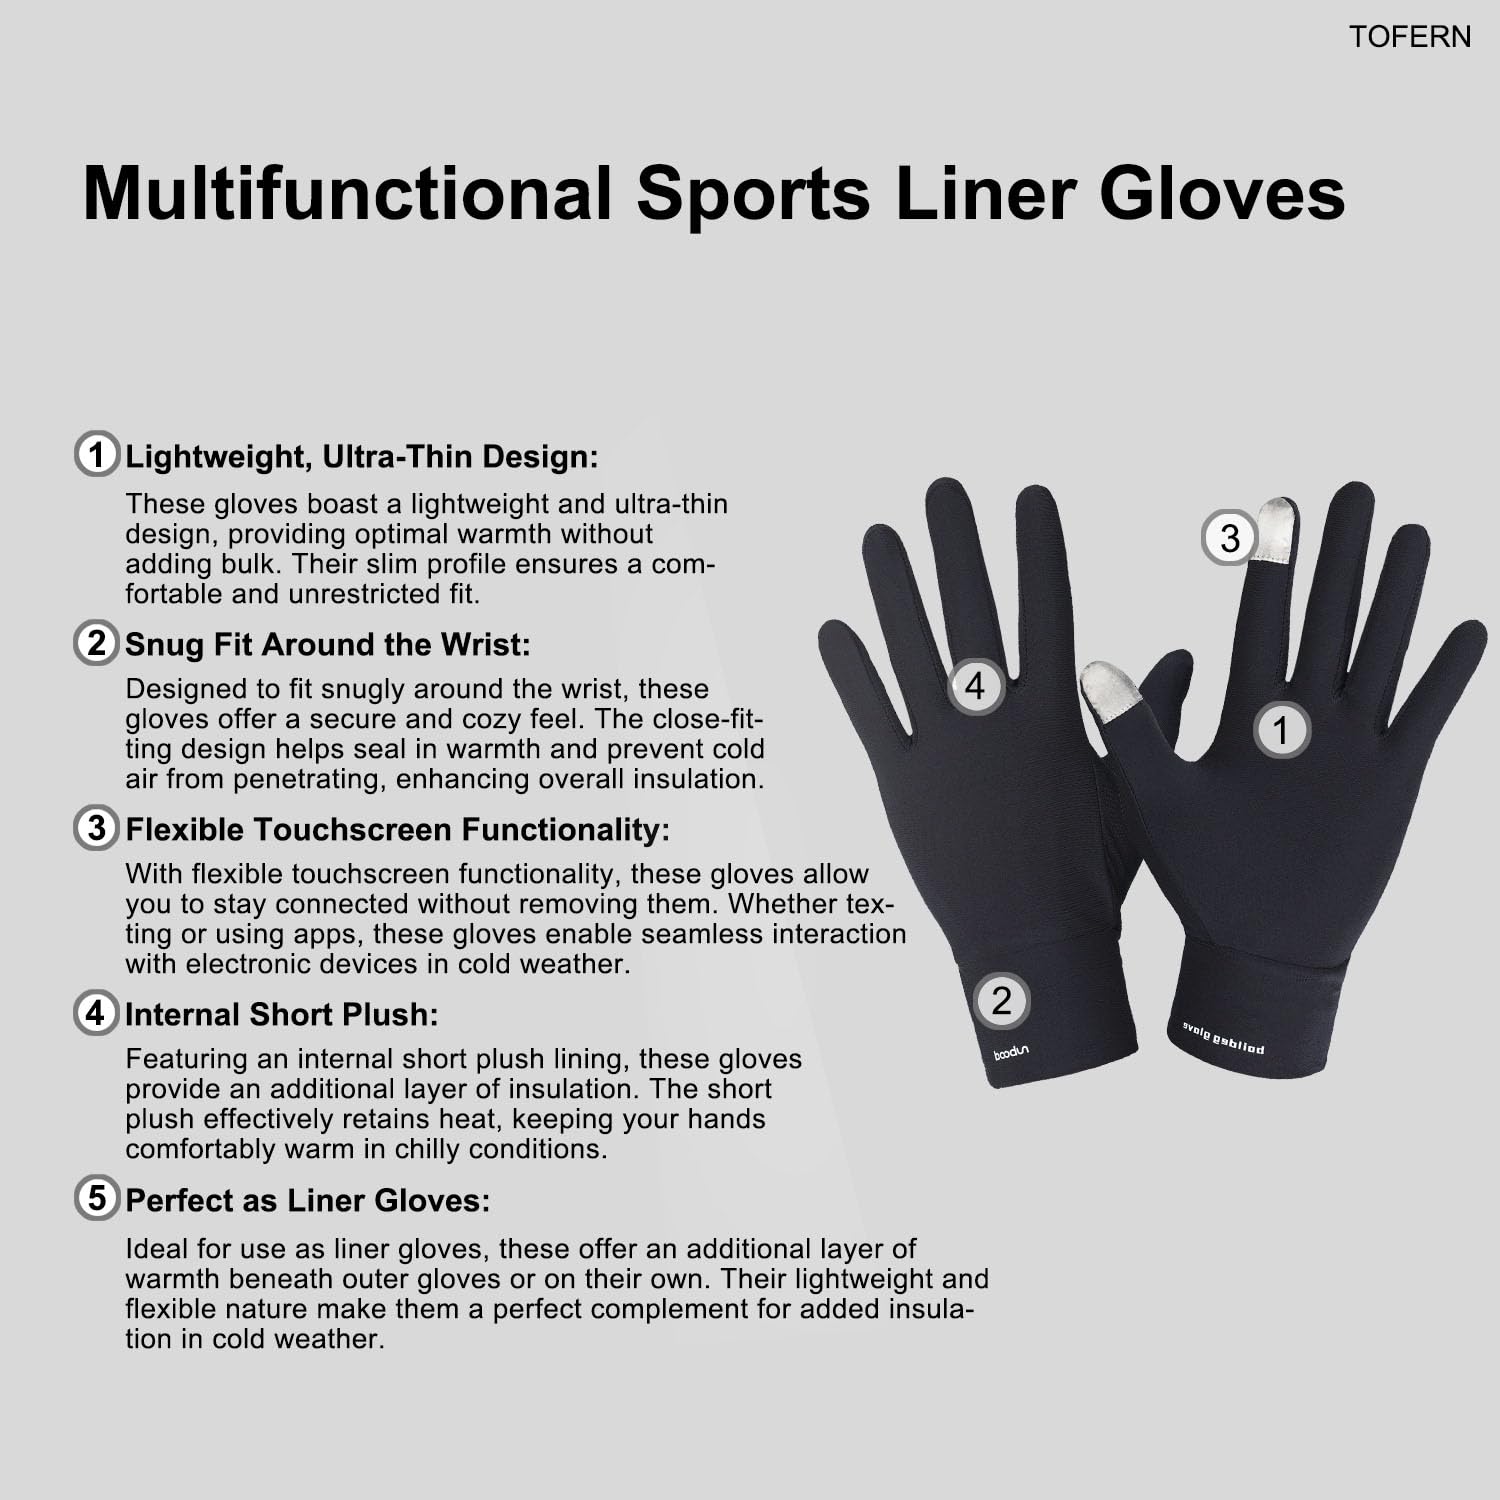 TOFERN
Multifunctional Sports Liner Gloves
1 Lightweight, Ultra-Thin Design:
These gloves boast a lightweight and ultra-thin
design, providing optimal warmth without
adding bulk. Their slim profile ensures a com-
fortable and unrestricted fit.
2 Snug Fit Around the Wrist:
Designed to fit snugly around the wrist, these
gloves offer a secure and cozy feel. The close-fit-
ting design helps seal in warmth and prevent cold
air from penetrating, enhancing overall insulation.
3 Flexible Touchscreen Functionality:
With flexible touchscreen functionality, these gloves allow
you to stay connected without removing them. Whether tex-
ting or using apps, these gloves enable seamless interaction
with electronic devices in cold weather.
4 Internal Short Plush:
Featuring an internal short plush lining, these gloves
provide an additional layer of insulation. The short
plush effectively retains heat, keeping your hands
comfortably warm in chilly conditions.
5 Perfect as Liner Gloves:
Ideal for use as liner gloves, these offer an additional layer of
warmth beneath outer gloves or on their own. Their lightweight and
flexible nature make them a perfect complement for added insula-
tion in cold weather.
3
4
1
2
boodun